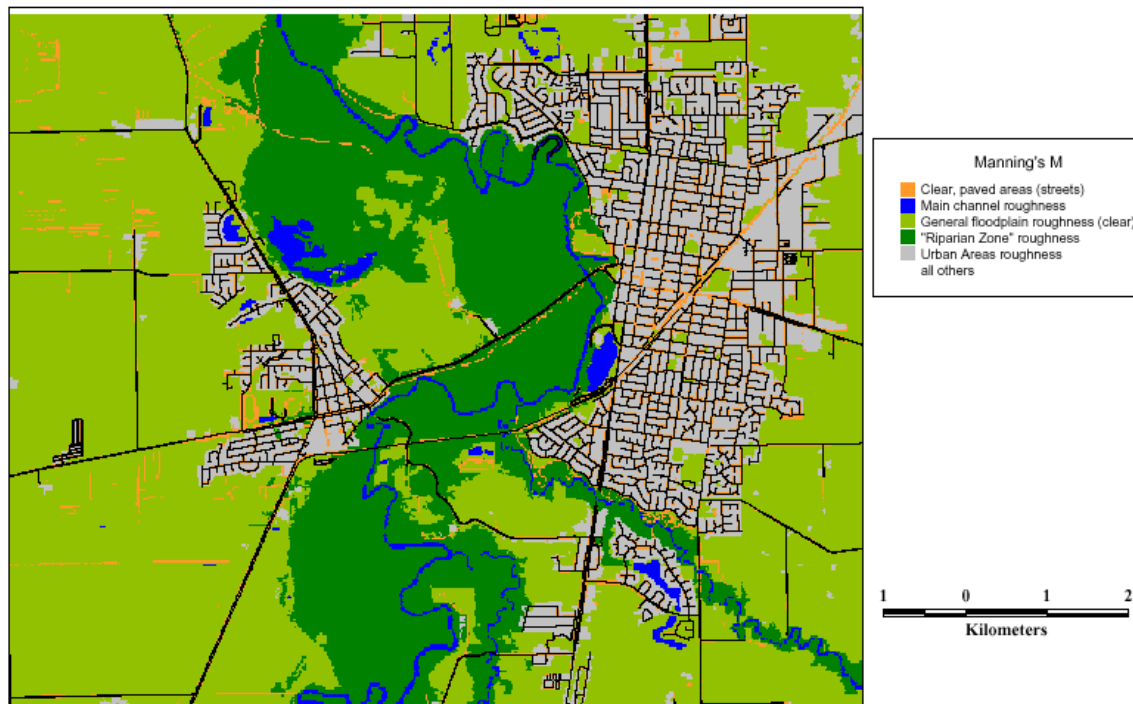 Manning's M
Clear, paved areas (streets)
Main channel roughness
General floodplain roughness (clear)
"Riparian Zone" roughness
Urban Areas roughness
all others
1 0 1 2
Kilometers